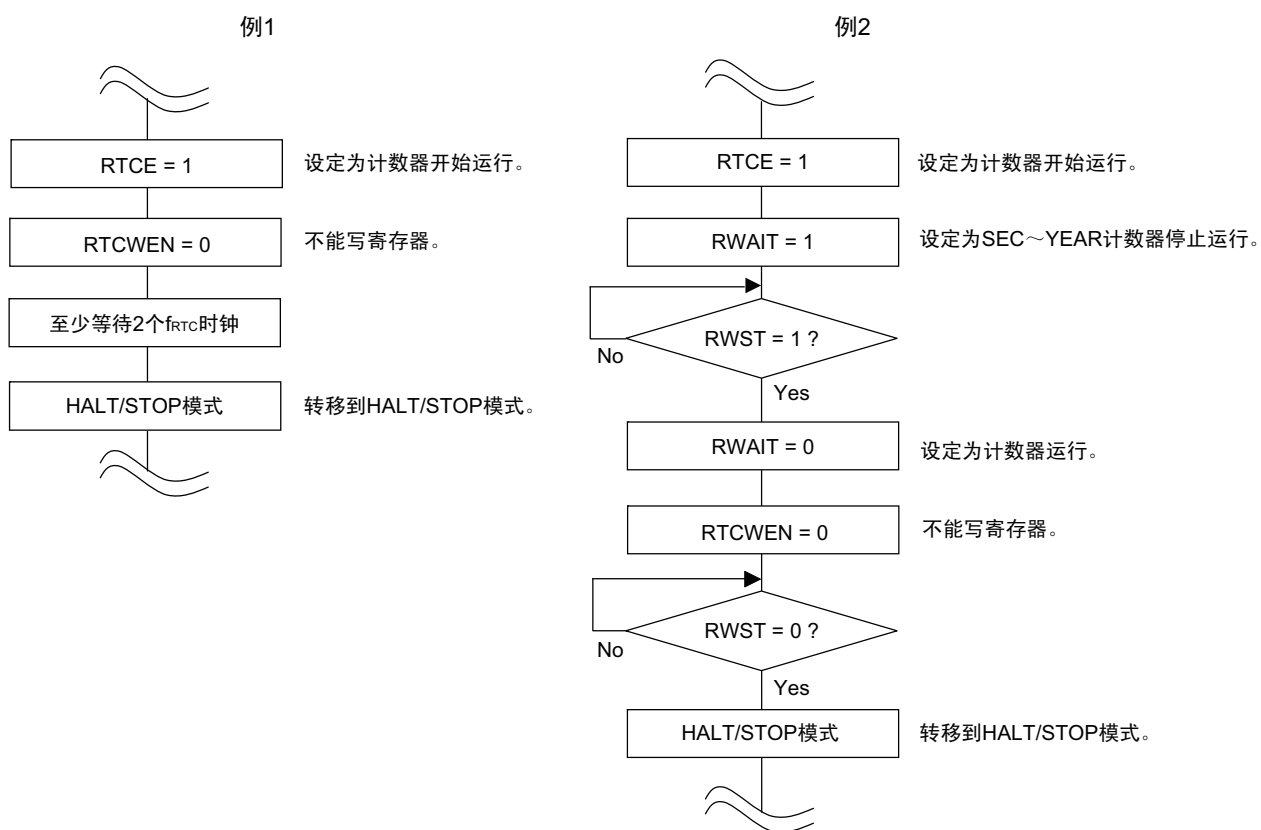 例1
RTCE = 1
设定为计数器开始运行。
RTCWEN = 0
不能写寄存器。
至少等待2个fRTC时钟
HALT/STOP模式
转移到HALT/STOP模式。
例2
RTCE = 1
设定为计数器开始运行。
RWAIT = 1
设定为SEC～YEAR计数器停止运行。
RWST = 1 ?
No
Yes
RWAIT = 0
设定为计数器运行。
RTCWEN = 0
不能写寄存器。
RWST = 0 ?
No
Yes
HALT/STOP模式
转移到HALT/STOP模式。